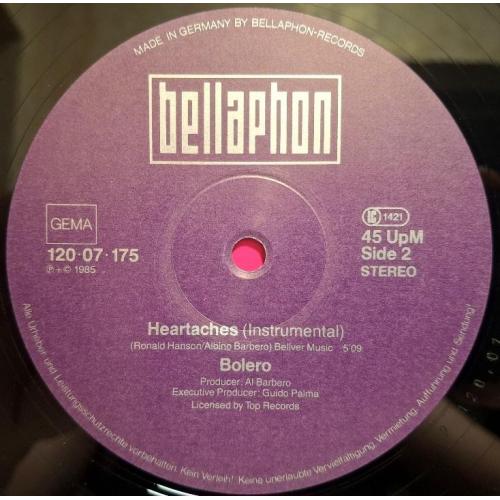 MADE IN GERMANY BY BELLAPHON-RECORDS
bellaphon
GEMA
120·07·175
℗+© 1985
LC 1421
45 UpM
Side 2
STEREO
Heartaches (Instrumental)
(Ronald Hanson/Albino Barbero) Beliver Music 5'09
Bolero
Producer: Al Barbero
Executive Producer: Guido Palma
Licensed by Top Records
Alle Urheber- und Leistungsschutzrechte vorbehalten. Kein Verleih! Keine unerlaubte Vervielfältigung, Vermietung, Aufführung und Sendung!